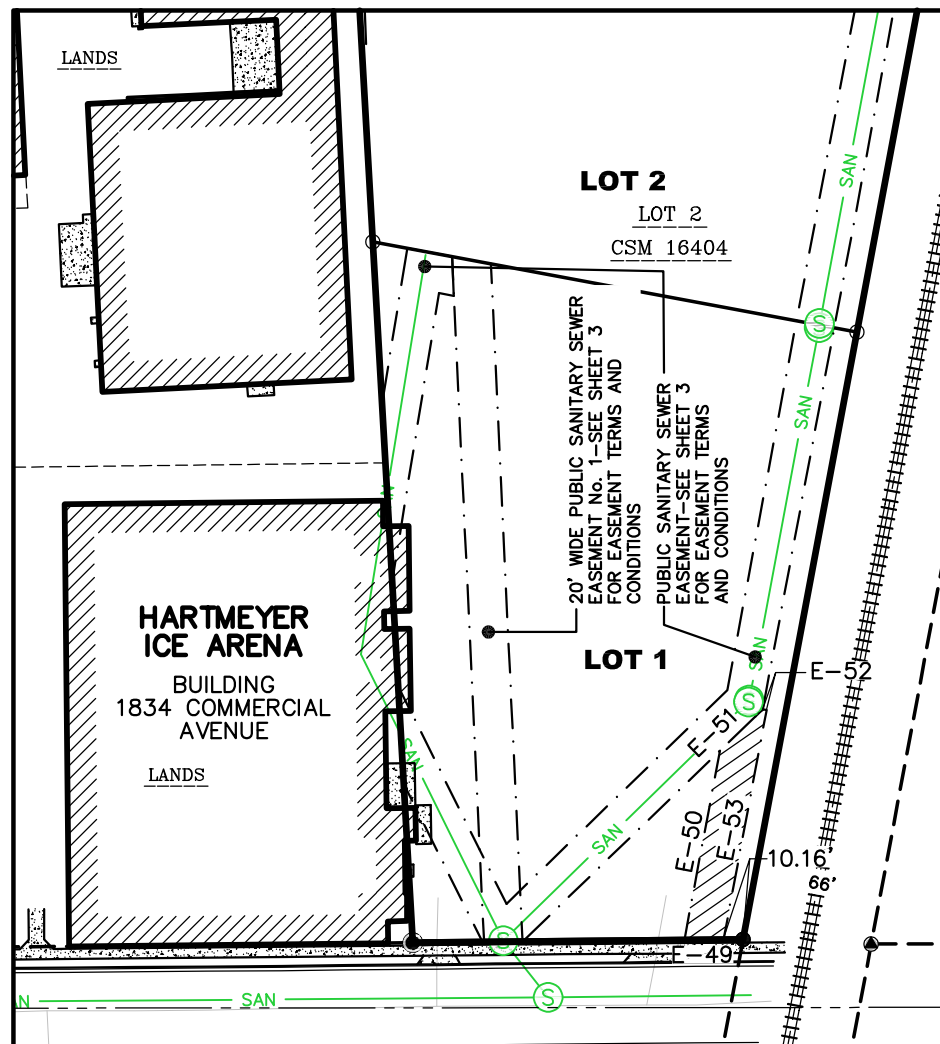 LANDS
LOT 2
LOT 2
CSM 16404
SAN
20' WIDE PUBLIC SANITARY SEWER
EASEMENT No. 1-SEE SHEET 3
FOR EASEMENT TERMS AND
CONDITIONS
PUBLIC SANITARY SEWER
EASEMENT-SEE SHEET 3
FOR EASEMENT TERMS
AND CONDITIONS
S
SAN
HARTMEYER
ICE ARENA
BUILDING
1834 COMMERCIAL
AVENUE
LANDS
LOT 1
SAN
E-52
S
E-51
SAN
E-50
E-53
SAN
10.16'
66'
S
E-49
SAN
S